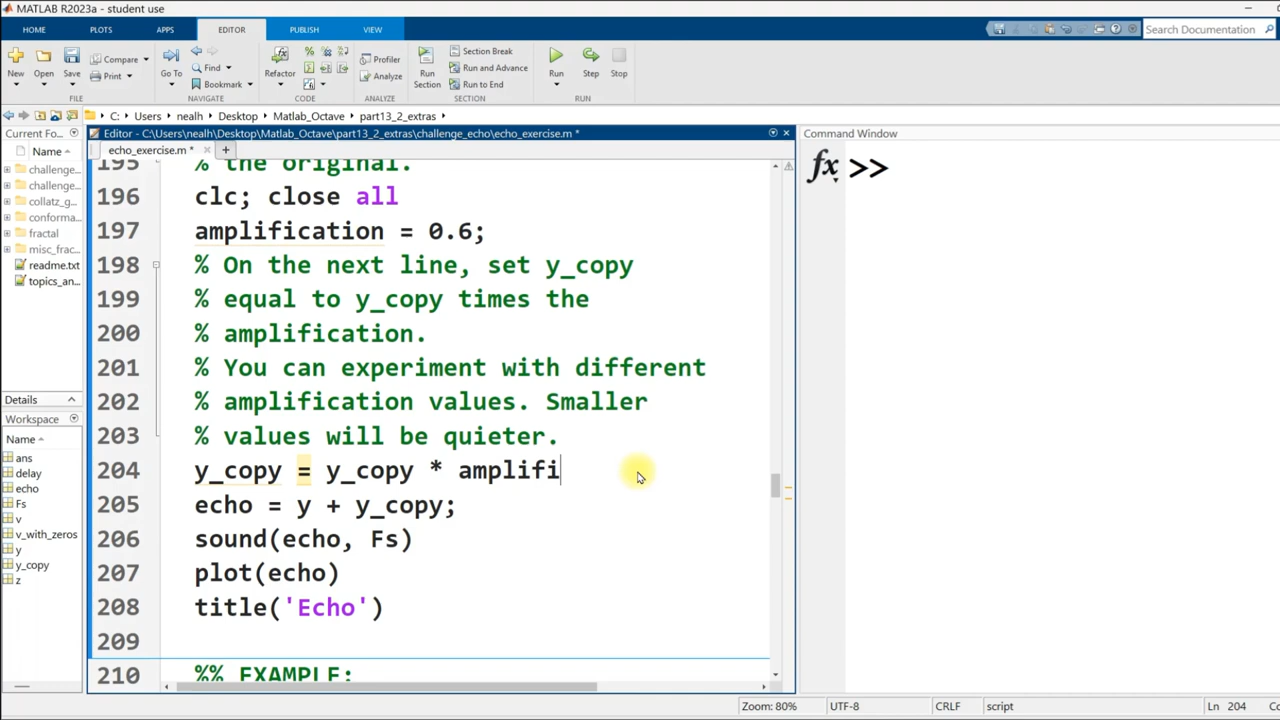 MATLAB R2023a - student use
HOME PLOTS APPS EDITOR PUBLISH VIEW
Search Documentation
New Open Save Compare Print Go To Find Bookmark Refactor Profiler Analyze Run Section Section Break Run and Advance Run to End Run Step Stop
FILE NAVIGATE CODE ANALYZE SECTION RUN
C: Users nealh Desktop Matlab_Octave part13_2_extras
Current Fo...
Name
challenge...
challenge...
collatz_g...
conforma...
fractal
misc_frac...
readme.txt
topics_an...
Details
Workspace
Name
ans
delay
echo
Fs
v
v_with_zeros
y
y_copy
z
Editor - C:\Users\nealh\Desktop\Matlab_Octave\part13_2_extras\challenge_echo\echo_exercise.m *
echo_exercise.m * +
195 % the original.
196 clc; close all
197 amplification = 0.6;
198 % On the next line, set y_copy
199 % equal to y_copy times the
200 % amplification.
201 % You can experiment with different
202 % amplification values. Smaller
203 % values will be quieter.
204 y_copy = y_copy * amplifi
205 echo = y + y_copy;
206 sound(echo, Fs)
207 plot(echo)
208 title('Echo')
209
210 %% EXAMPLE:
Command Window
fx >>
Zoom: 80% UTF-8 CRLF script Ln 204